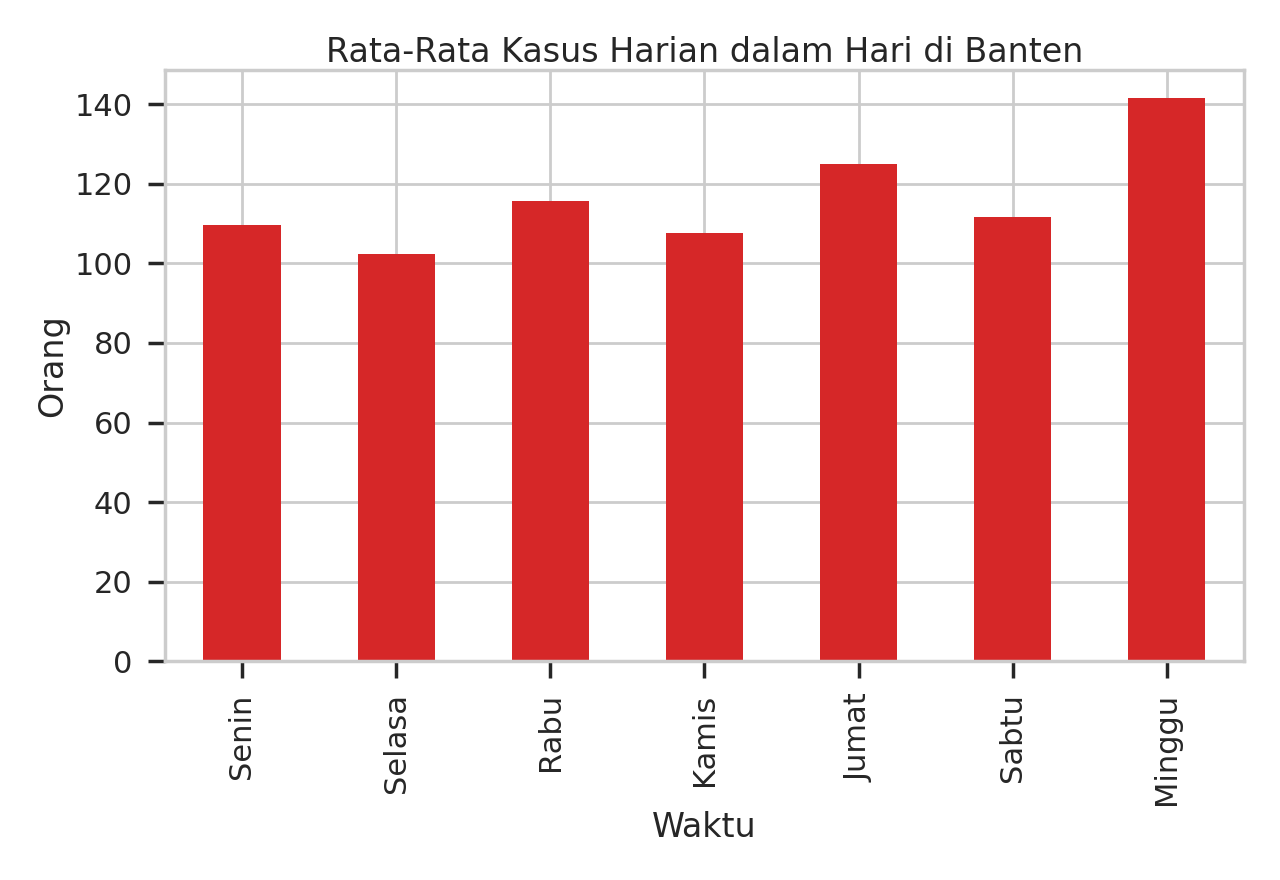 Rata-Rata Kasus Harian dalam Hari di Banten
140
120
100
80
60
40
20
0
Orang
Senin
Selasa
Rabu
Kamis
Jumat
Sabtu
Minggu
Waktu